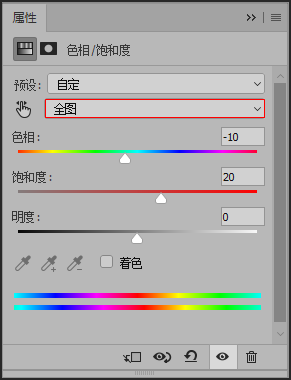 属性
色相/饱和度
预设: 自定
全图
色相: -10
饱和度: 20
明度: 0
着色